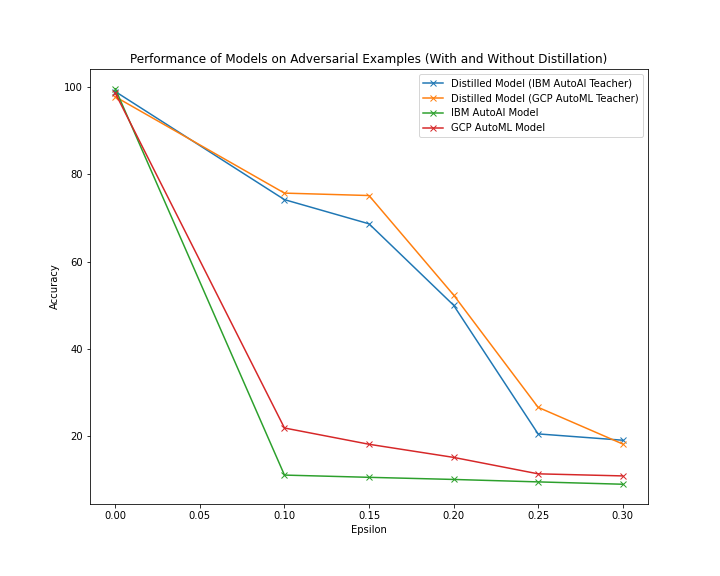 Performance of Models on Adversarial Examples (With and Without Distillation)
Distilled Model (IBM AutoAI Teacher)
Distilled Model (GCP AutoML Teacher)
IBM AutoAI Model
GCP AutoML Model
100
80
60
40
20
Accuracy
0.00 0.05 0.10 0.15 0.20 0.25 0.30
Epsilon